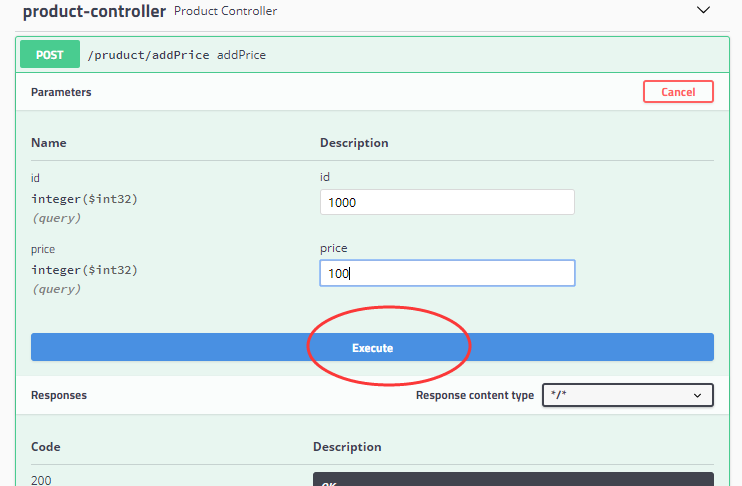 product-controller Product Controller
POST /pruduct/addPrice addPrice
Parameters Cancel
Name Description
id id
integer($int32) 1000
(query)
price price
integer($int32) 100
(query)
Execute
Responses Response content type */*
Code Description
200 OK